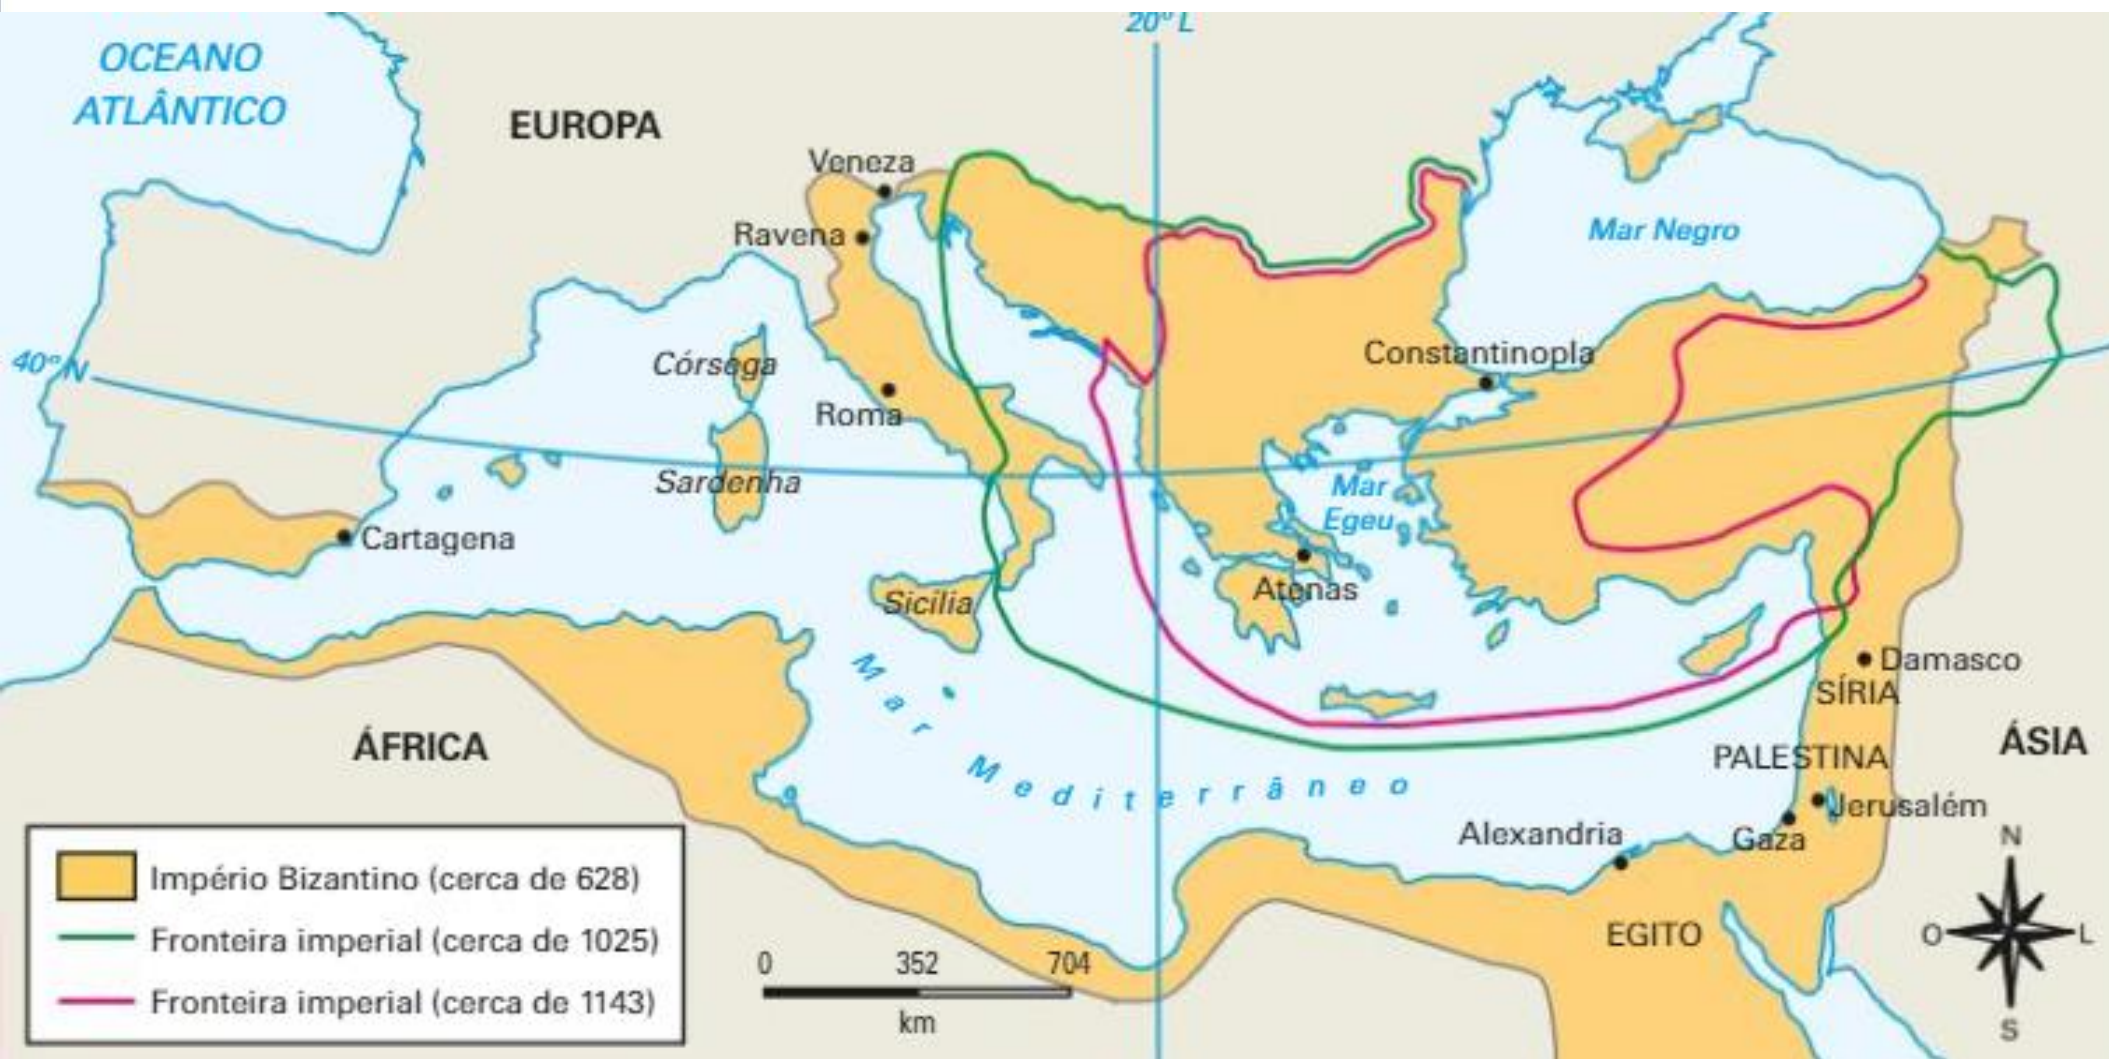 20º L
OCEANO
ATLÂNTICO
EUROPA
Veneza
Ravena
Mar Negro
Constantinopla
40º N
Córsega
Roma
Sardenha
Mar
Egeu
Cartagena
Atenas
Sicília
Damasco
SÍRIA
ÁFRICA
ÁSIA
PALESTINA
Mar Mediterrâneo
Jerusalém
Alexandria
Gaza
EGITO
N
O
L
S
Império Bizantino (cerca de 628)
Fronteira imperial (cerca de 1025)
Fronteira imperial (cerca de 1143)
0 352 704
km